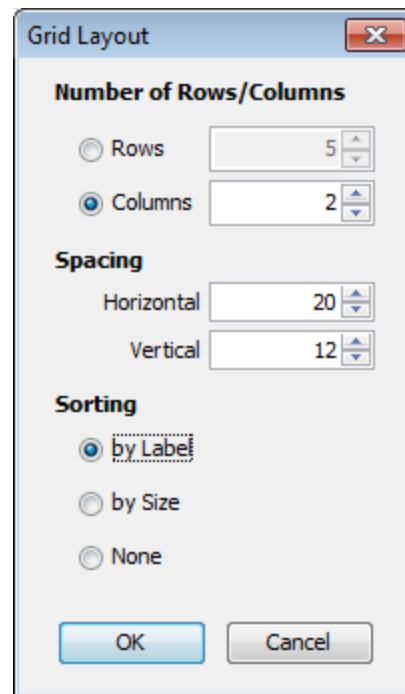 Grid Layout
Number of Rows/Columns
Rows 5
Columns 2
Spacing
Horizontal 20
Vertical 12
Sorting
by Label
by Size
None
OK Cancel